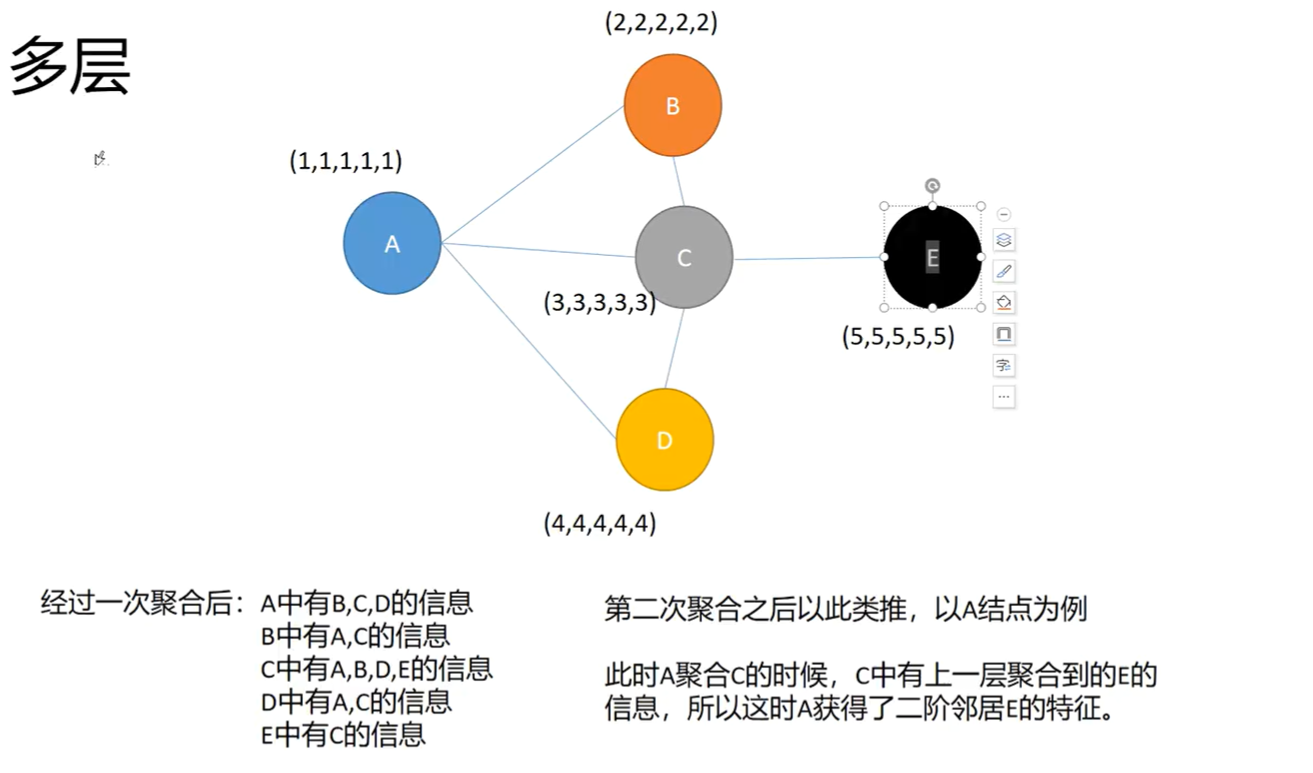 多层
(2,2,2,2,2)
B
(1,1,1,1,1)
A
C
E
(3,3,3,3,3)
(5,5,5,5,5)
字
D
(4,4,4,4,4)
经过一次聚合后：A中有B,C,D的信息
B中有A,C的信息
C中有A,B,D,E的信息
D中有A,C的信息
E中有C的信息
第二次聚合之后以此类推，以A结点为例
此时A聚合C的时候，C中有上一层聚合到的E的
信息，所以这时A获得了二阶邻居E的特征。